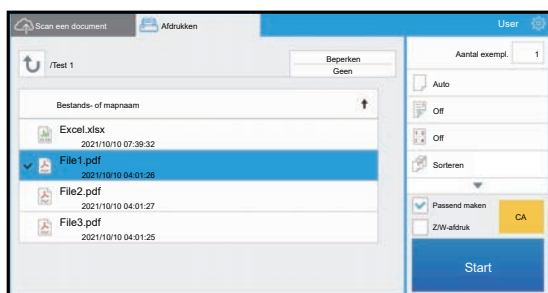 Scan een document
Afdrukken
User
/Test 1
Beperken
Geen
Bestands- of mapnaam
Excel.xlsx
2021/10/10 07:39:32
File1.pdf
2021/10/10 04:01:26
File2.pdf
2021/10/10 04:01:27
File3.pdf
2021/10/10 04:01:25
Aantal exempl. 1
Auto
Off
Off
Sorteren
Passend maken
Z/W-afdruk
CA
Start